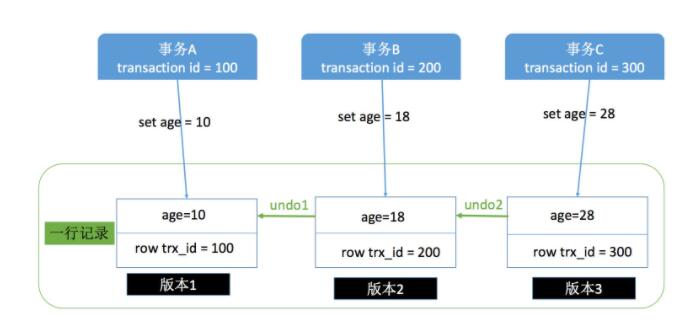 事务A
transaction id = 100
事务B
transaction id = 200
事务C
transaction id = 300
set age = 10
set age = 18
set age = 28
一行记录
age=10
row trx_id = 100
undo1
age=18
row trx_id = 200
undo2
age=28
row trx_id = 300
版本1
版本2
版本3